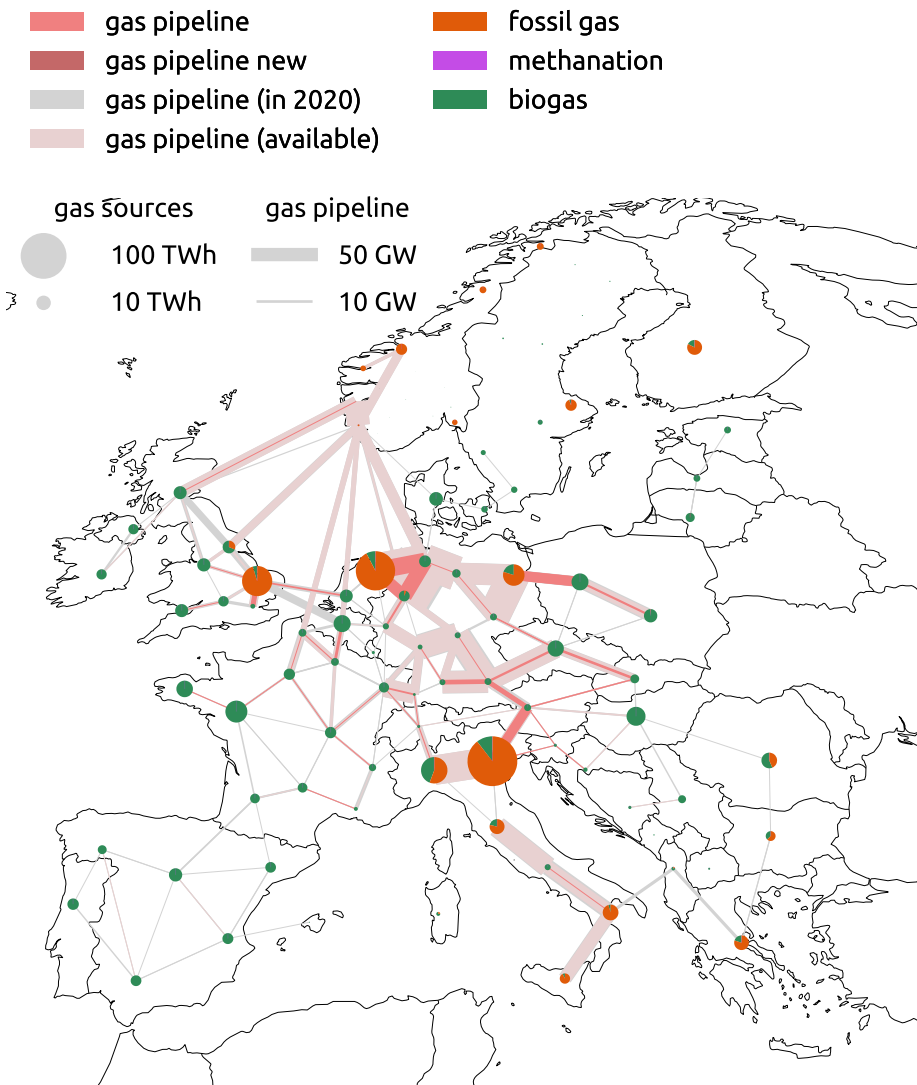 gas pipeline
gas pipeline new
gas pipeline (in 2020)
gas pipeline (available)
fossil gas
methanation
biogas
gas sources
100 TWh
10 TWh
gas pipeline
50 GW
10 GW